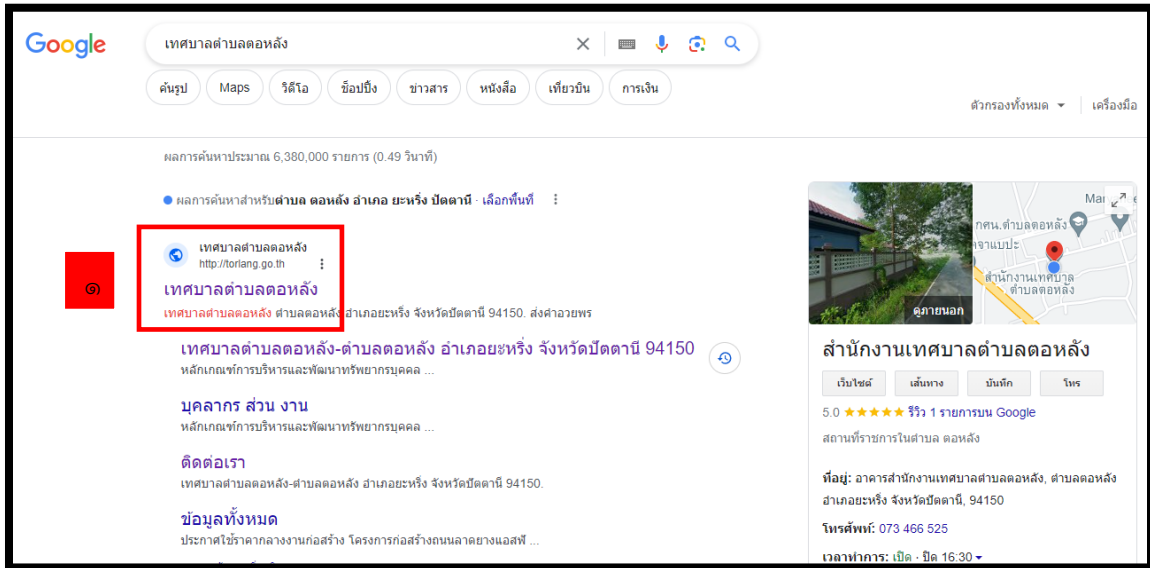 Google
เทศบาลตำบลตอหลัง
ค้นรูป Maps วิดีโอ ช็อปปิ้ง ข่าวสาร หนังสือ เที่ยวบิน การเงิน
ตัวกรองทั้งหมด เครื่องมือ
ผลการค้นหาประมาณ 6,380,000 รายการ (0.49 วินาที)
ผลการค้นหาสำหรับตำบล ตอหลัง อำเภอ ยะหริ่ง ปัตตานี · เลือกพื้นที่
๑
เทศบาลตำบลตอหลัง
http://torlang.go.th
เทศบาลตำบลตอหลัง
เทศบาลตำบลตอหลัง ตำบลตอหลัง อำเภอยะหริ่ง จังหวัดปัตตานี 94150. ส่งคำอวยพร
เทศบาลตำบลตอหลัง-ตำบลตอหลัง อำเภอยะหริ่ง จังหวัดปัตตานี 94150
หลักเกณฑ์การบริหารและพัฒนาทรัพยากรบุคคล ...
บุคลากร ส่วน งาน
หลักเกณฑ์การบริหารและพัฒนาทรัพยากรบุคคล ...
ติดต่อเรา
เทศบาลตำบลตอหลัง-ตำบลตอหลัง อำเภอยะหริ่ง จังหวัดปัตตานี 94150.
ข้อมูลทั้งหมด
ประกาศใช้ราคากลางงานก่อสร้าง โครงการก่อสร้างถนนลาดยางแอสฟั ...
ดูภายนอก
กศน.ตำบลตอหลัง
สำนักงานเทศบาล
ตำบลตอหลัง
สำนักงานเทศบาลตำบลตอหลัง
เว็บไซต์ เส้นทาง บันทึก โทร
5.0 ★★★★★ รีวิว 1 รายการบน Google
สถานที่ราชการในตำบล ตอหลัง
ที่อยู่: อาคารสำนักงานเทศบาลตำบลตอหลัง, ตำบลตอหลัง
อำเภอยะหริ่ง จังหวัดปัตตานี, 94150
โทรศัพท์: 073 466 525
เวลาทำการ: เปิด · ปิด 16:30